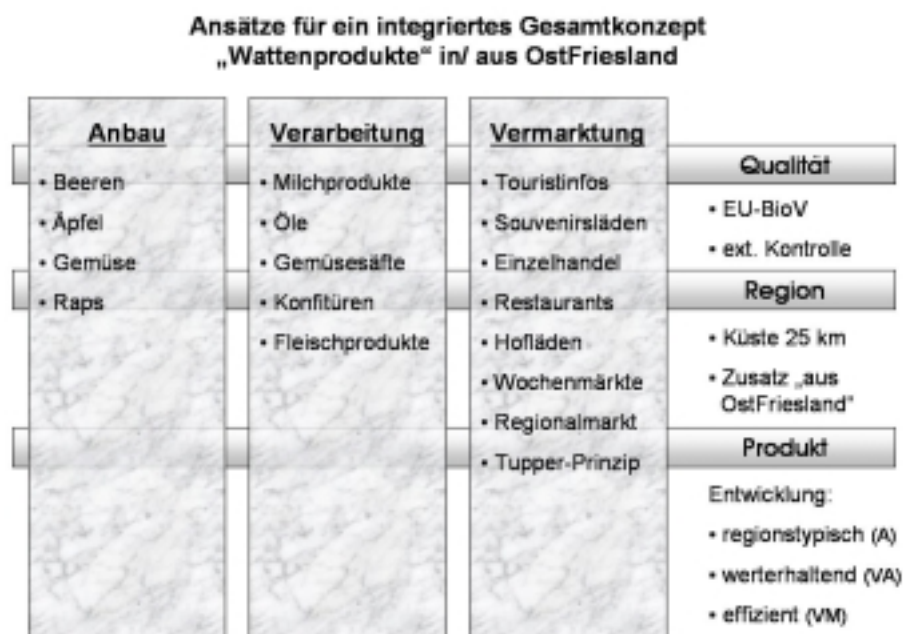 Ansätze für ein integriertes Gesamtkonzept
„Wattenprodukte“ in/ aus OstFriesland
Anbau
• Beeren
• Äpfel
• Gemüse
• Raps
Verarbeitung
• Milchprodukte
• Öle
• Gemüsesäfte
• Konfitüren
• Fleischprodukte
Vermarktung
• Touristinfos
• Souvenirsläden
• Einzelhandel
• Restaurants
• Hofläden
• Wochenmärkte
• Regionalmarkt
• Tupper-Prinzip
Qualität
• EU-BioV
• ext. Kontrolle
Region
• Küste 25 km
• Zusatz „aus
OstFriesland"
Produkt
Entwicklung:
• regionstypisch (A)
• werterhaltend (VA)
• effizient (VM)